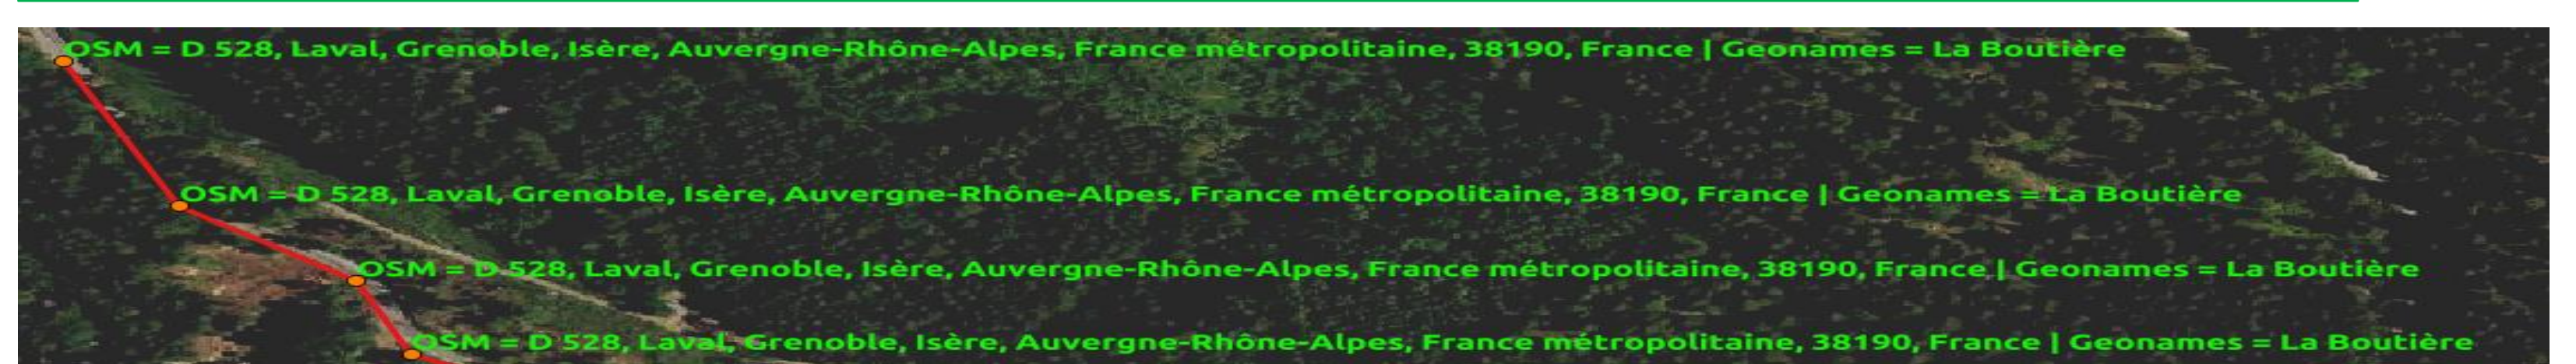 OSM = D 528, Laval, Grenoble, Isère, Auvergne-Rhône-Alpes, France métropolitaine, 38190, France | Geonames = La Boutière
OSM = D 528, Laval, Grenoble, Isère, Auvergne-Rhône-Alpes, France métropolitaine, 38190, France | Geonames = La Boutière
OSM = D 528, Laval, Grenoble, Isère, Auvergne-Rhône-Alpes, France métropolitaine, 38190, France | Geonames = La Boutière
OSM = D 528, Laval, Grenoble, Isère, Auvergne-Rhône-Alpes, France métropolitaine, 38190, France | Geonames = La Boutière